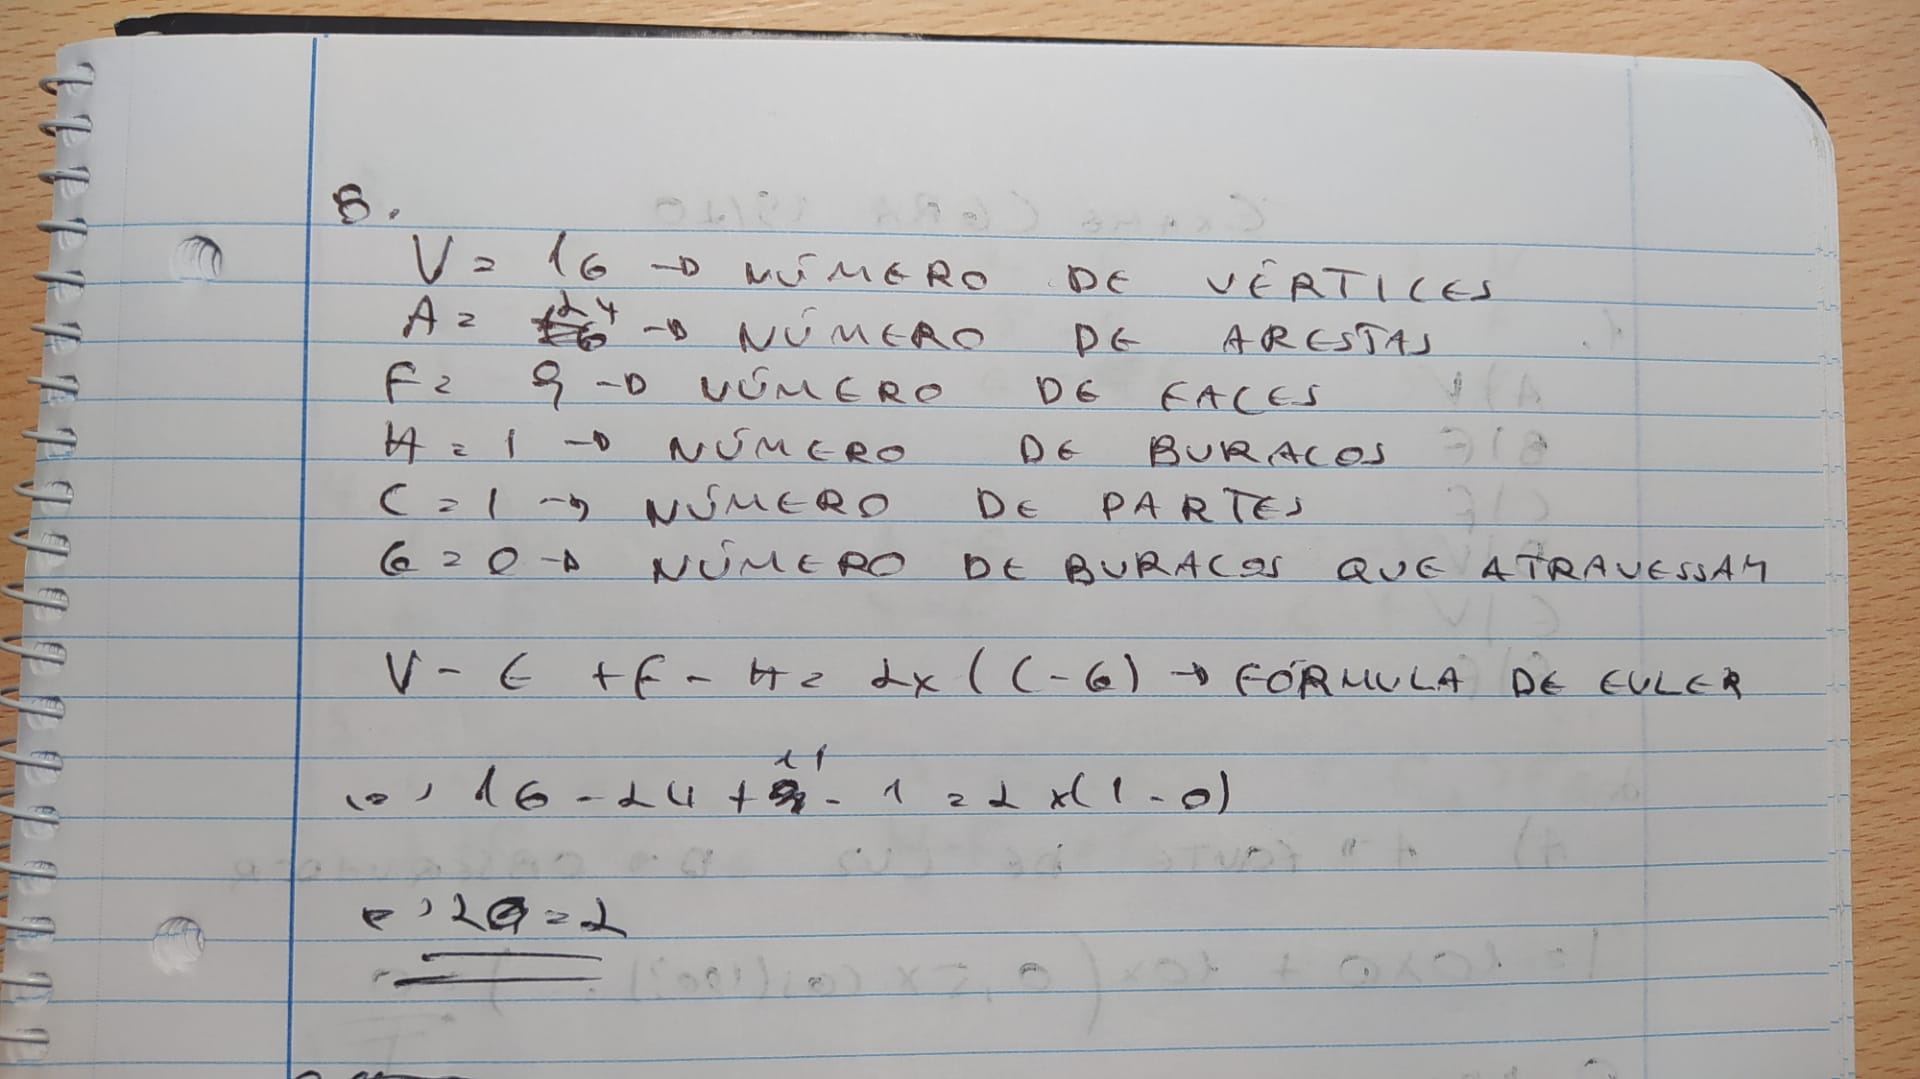 8.
V = 16 → NÚMERO DE VÉRTICES
A = 24 → NÚMERO DE ARESTAS
F = 9 → NÚMERO DE FACES
H = 1 → NÚMERO DE BURACOS
C = 1 → NÚMERO DE PARTES
G = 0 → NÚMERO DE BURACOS QUE ATRAVESSAM
V - E + F - H = 2x (C - G) → FÓRMULA DE EULER
(=) 16 - 24 + 11 - 1 = 2 x (1 - 0)
= 2